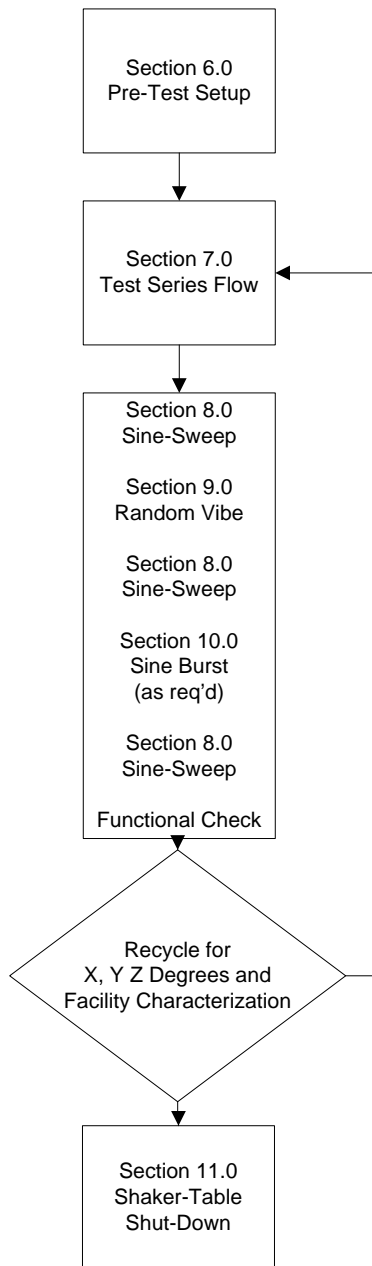 Section 6.0
Pre-Test Setup
Section 7.0
Test Series Flow
Section 8.0
Sine-Sweep
Section 9.0
Random Vibe
Section 8.0
Sine-Sweep
Section 10.0
Sine Burst
(as req'd)
Section 8.0
Sine-Sweep
Functional Check
Recycle for
X, Y Z Degrees and
Facility Characterization
Section 11.0
Shaker-Table
Shut-Down